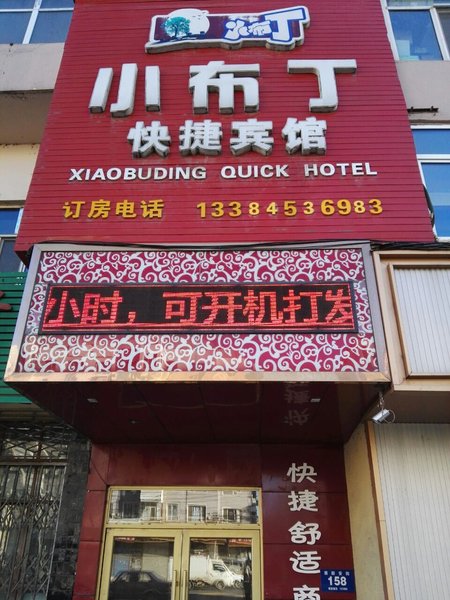 小布丁
小布丁
快捷宾馆
XIAOBUDING QUICK HOTEL
订房电话 13384536983
小时，可开机打发
快捷舒适商
158